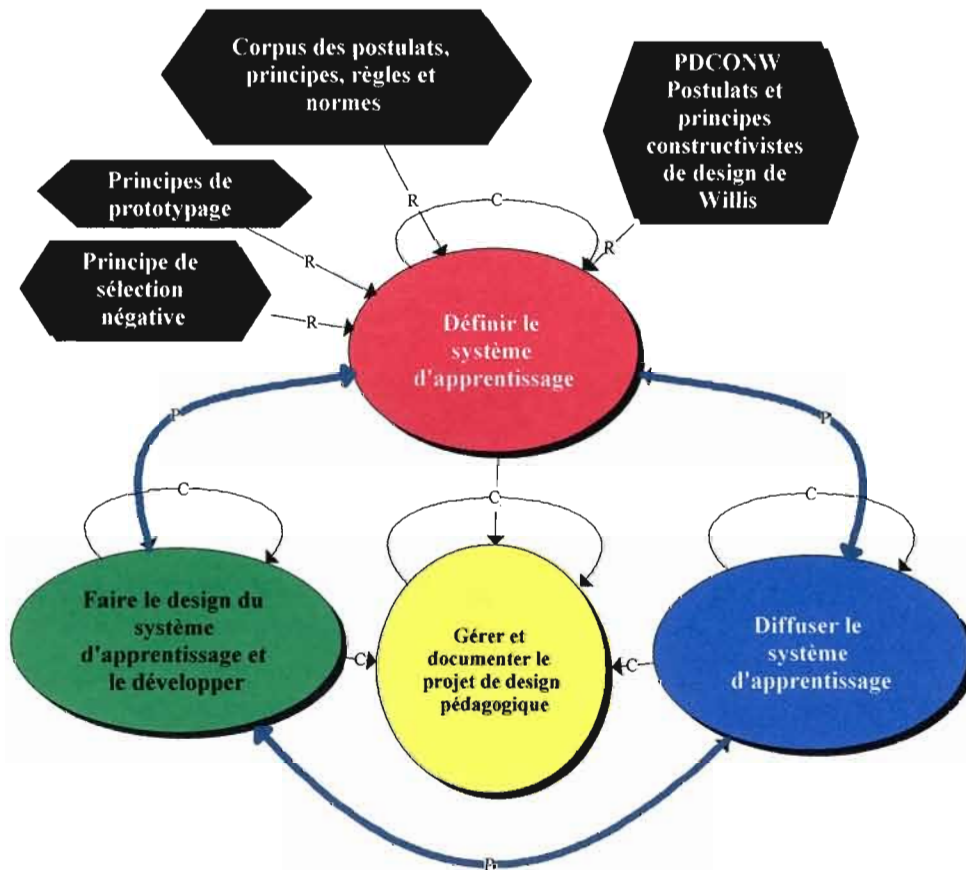 Corpus des postulats,
principes, règles et
normes
PDCONW
Postulats et
principes
constructivistes
de design de
Willis
Principes de
prototypage
Principe de
sélection
négative
R
C
R
R
R
Définir le
système
d'apprentissage
P
P
C
C
C
Faire le design du
système
d'apprentissage et
le développer
C
Gérer et
documenter le
projet de design
pédagogique
C
Diffuser le
système
d'apprentissage
P